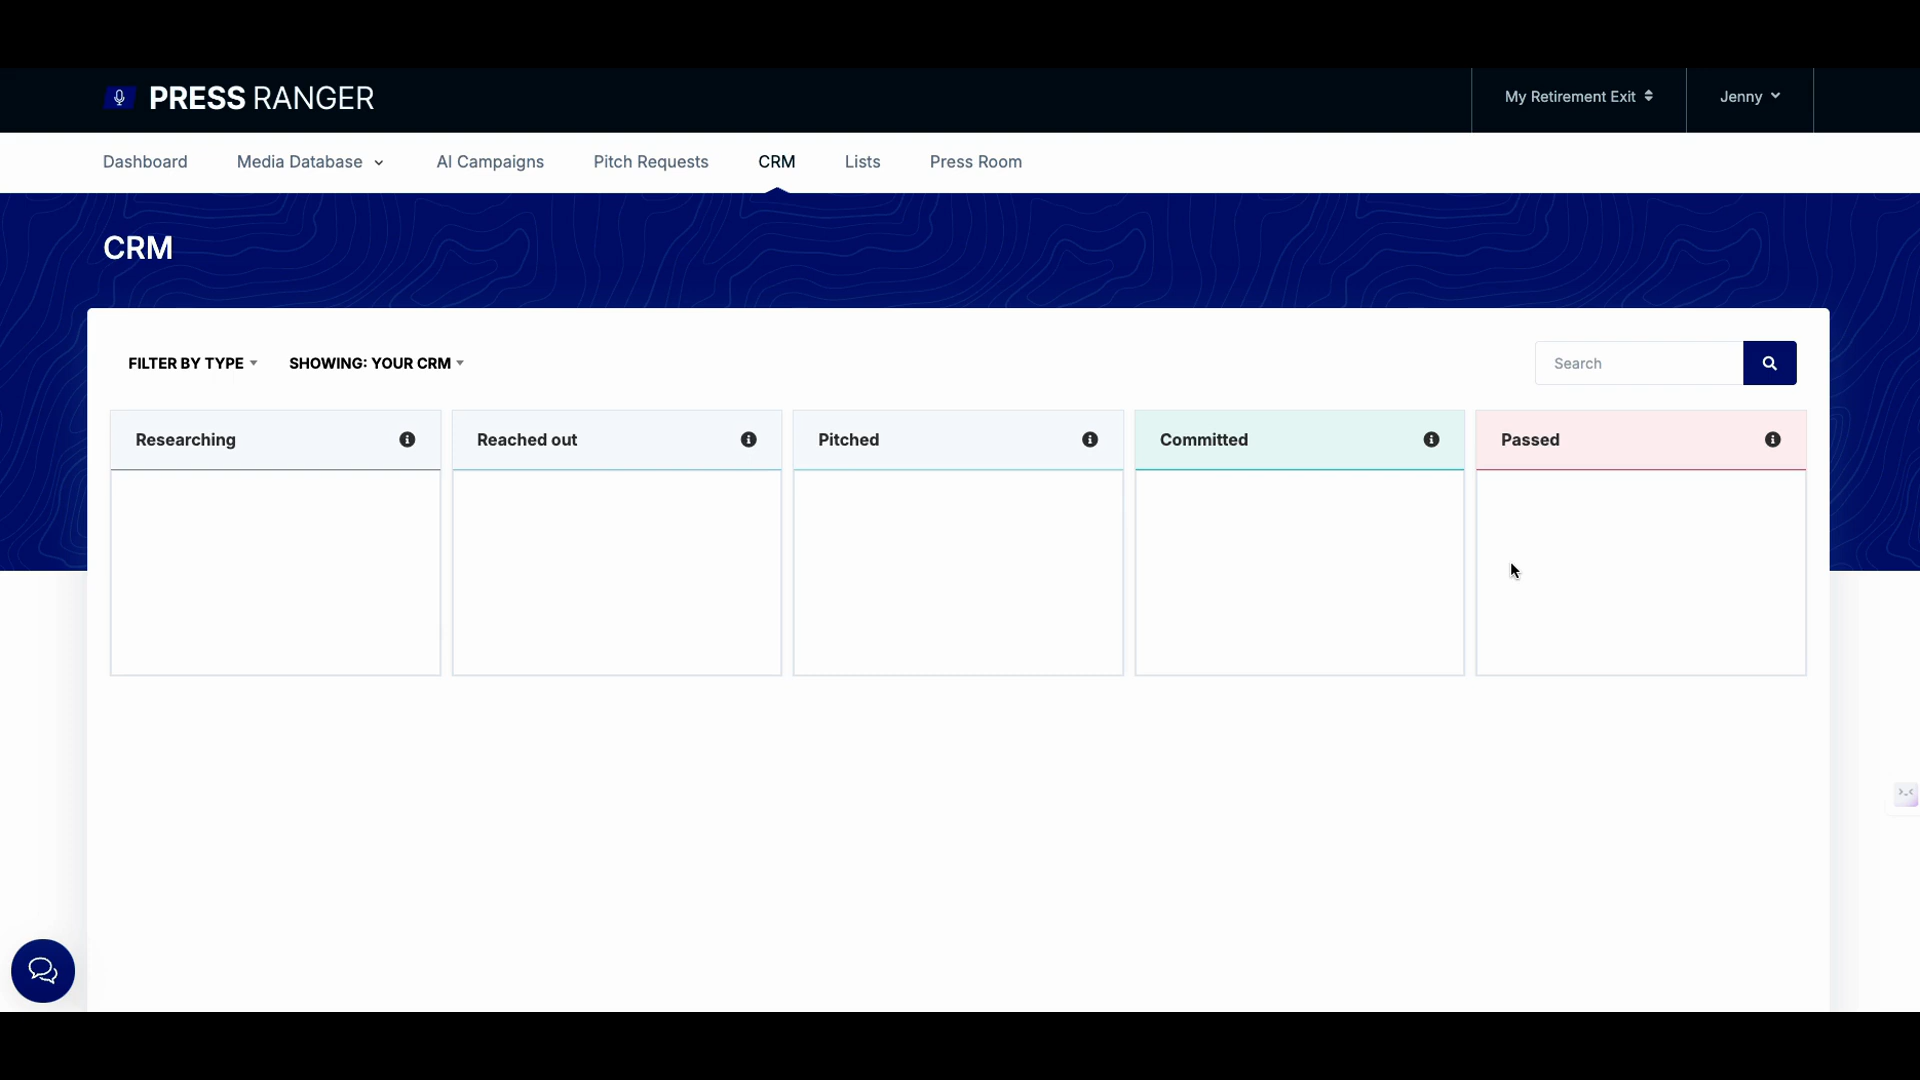 PRESS RANGER
My Retirement Exit
Jenny
Dashboard
Media Database
AI Campaigns
Pitch Requests
CRM
Lists
Press Room
CRM
FILTER BY TYPE
SHOWING: YOUR CRM
Search
Researching
Reached out
Pitched
Committed
Passed